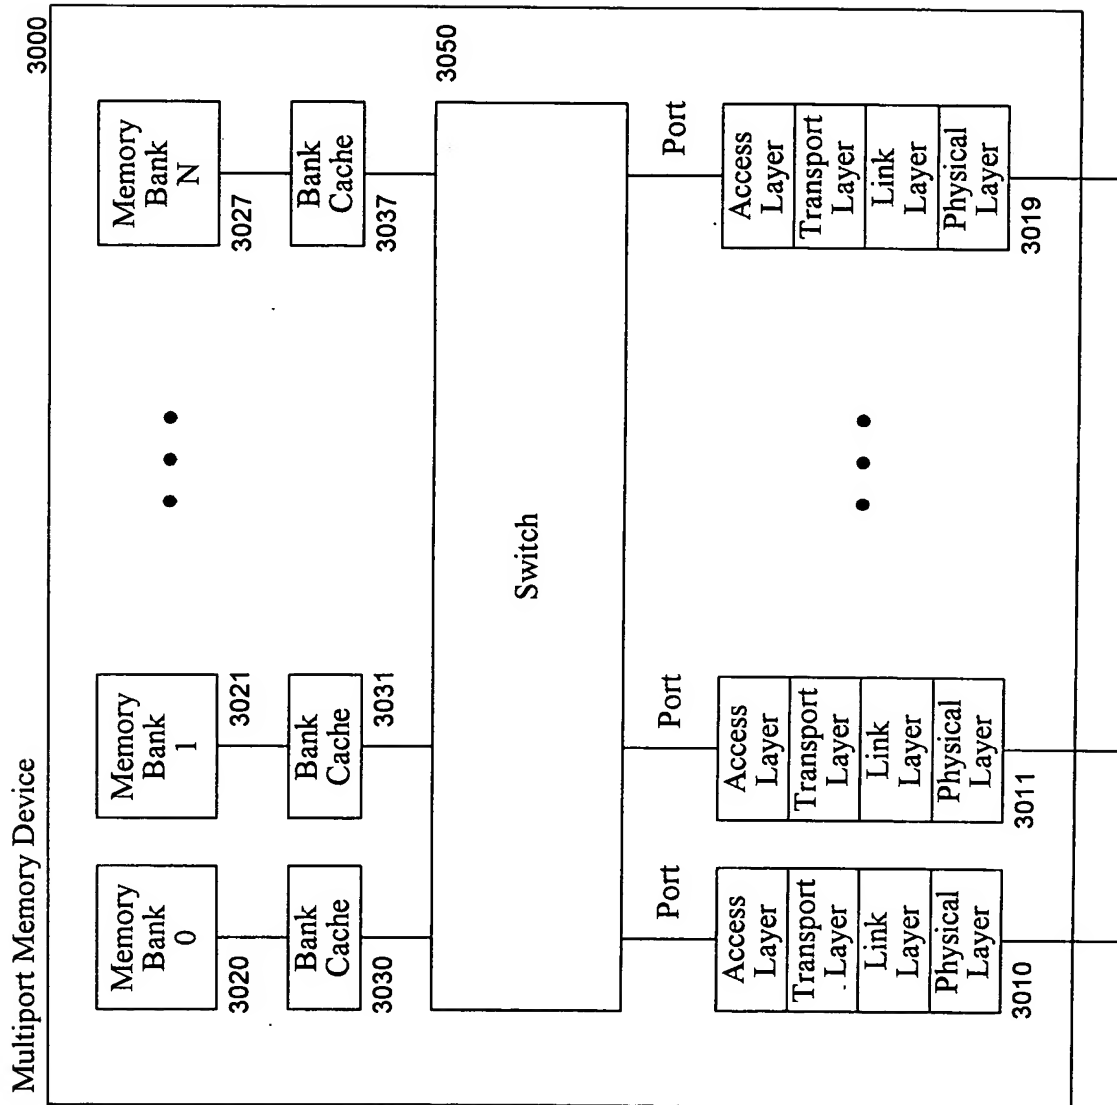 Multiport Memory Device
3000
Memory
Bank
0
3020
Memory
Bank
1
3021
Memory
Bank
N
3027
Bank
Cache
3030
Bank
Cache
3031
Bank
Cache
3037
3050
Switch
Port
Port
Port
Access
Layer
Transport
Layer
Link
Layer
Physical
Layer
3010
Access
Layer
Transport
Layer
Link
Layer
Physical
Layer
3011
Access
Layer
Transport
Layer
Link
Layer
Physical
Layer
3019